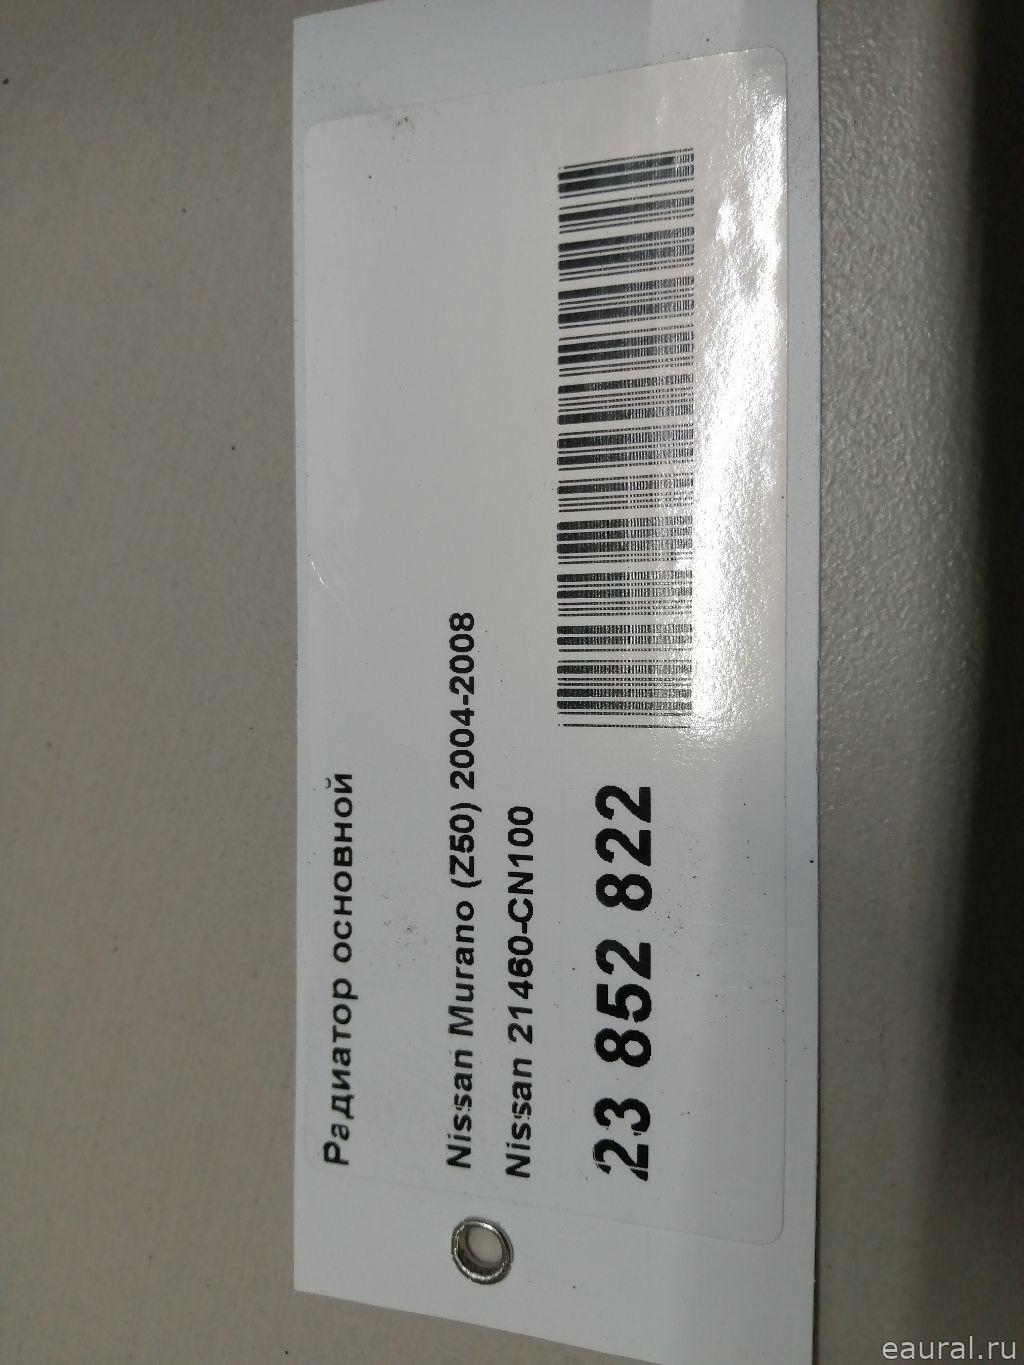 Радиатор основной
Nissan Murano (Z50) 2004-2008
Nissan 21460-CN100
23 852 822
eaural.ru